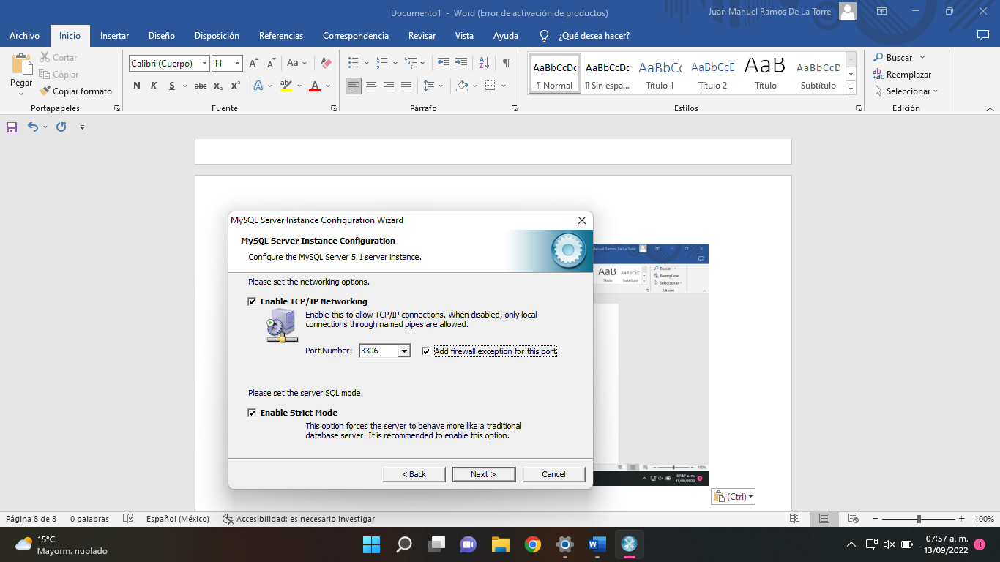 Documento1 - Word (Error de activación de productos)
Juan Manuel Ramos De La Torre
Archivo Inicio Insertar Diseño Disposición Referencias Correspondencia Revisar Vista Ayuda ¿Qué desea hacer?
Pegar
Cortar
Copiar
Copiar formato
Portapapeles
Calibri (Cuerpo) 11
Aa
N K S abc x₂ x²
A A
Fuente
Párrafo
AaBbCcDc AaBbCcDc AaBbCc AaBbCcD AaB AaBbCcD
¶ Normal ¶ Sin espa... Título 1 Título 2 Título Subtítulo
Estilos
Buscar
Reemplazar
Seleccionar
Edición
MySQL Server Instance Configuration Wizard
MySQL Server Instance Configuration
Configure the MySQL Server 5.1 server instance.
Please set the networking options.
Enable TCP/IP Networking
Enable this to allow TCP/IP connections. When disabled, only local
connections through named pipes are allowed.
Port Number: 3306 Add firewall exception for this port
Please set the server SQL mode.
Enable Strict Mode
This option forces the server to behave more like a traditional
database server. It is recommended to enable this option.
< Back Next > Cancel
Manuel Ramos De La Torre
AaB AaBbCcD
Título Subtítulo
Buscar
Reemplazar
Seleccionar
Edición
100%
07:57 a. m.
13/09/2022
(Ctrl)
Página 8 de 8 0 palabras Español (México) Accesibilidad: es necesario investigar 100%
15°C
Mayorm. nublado
07:57 a. m.
13/09/2022
3